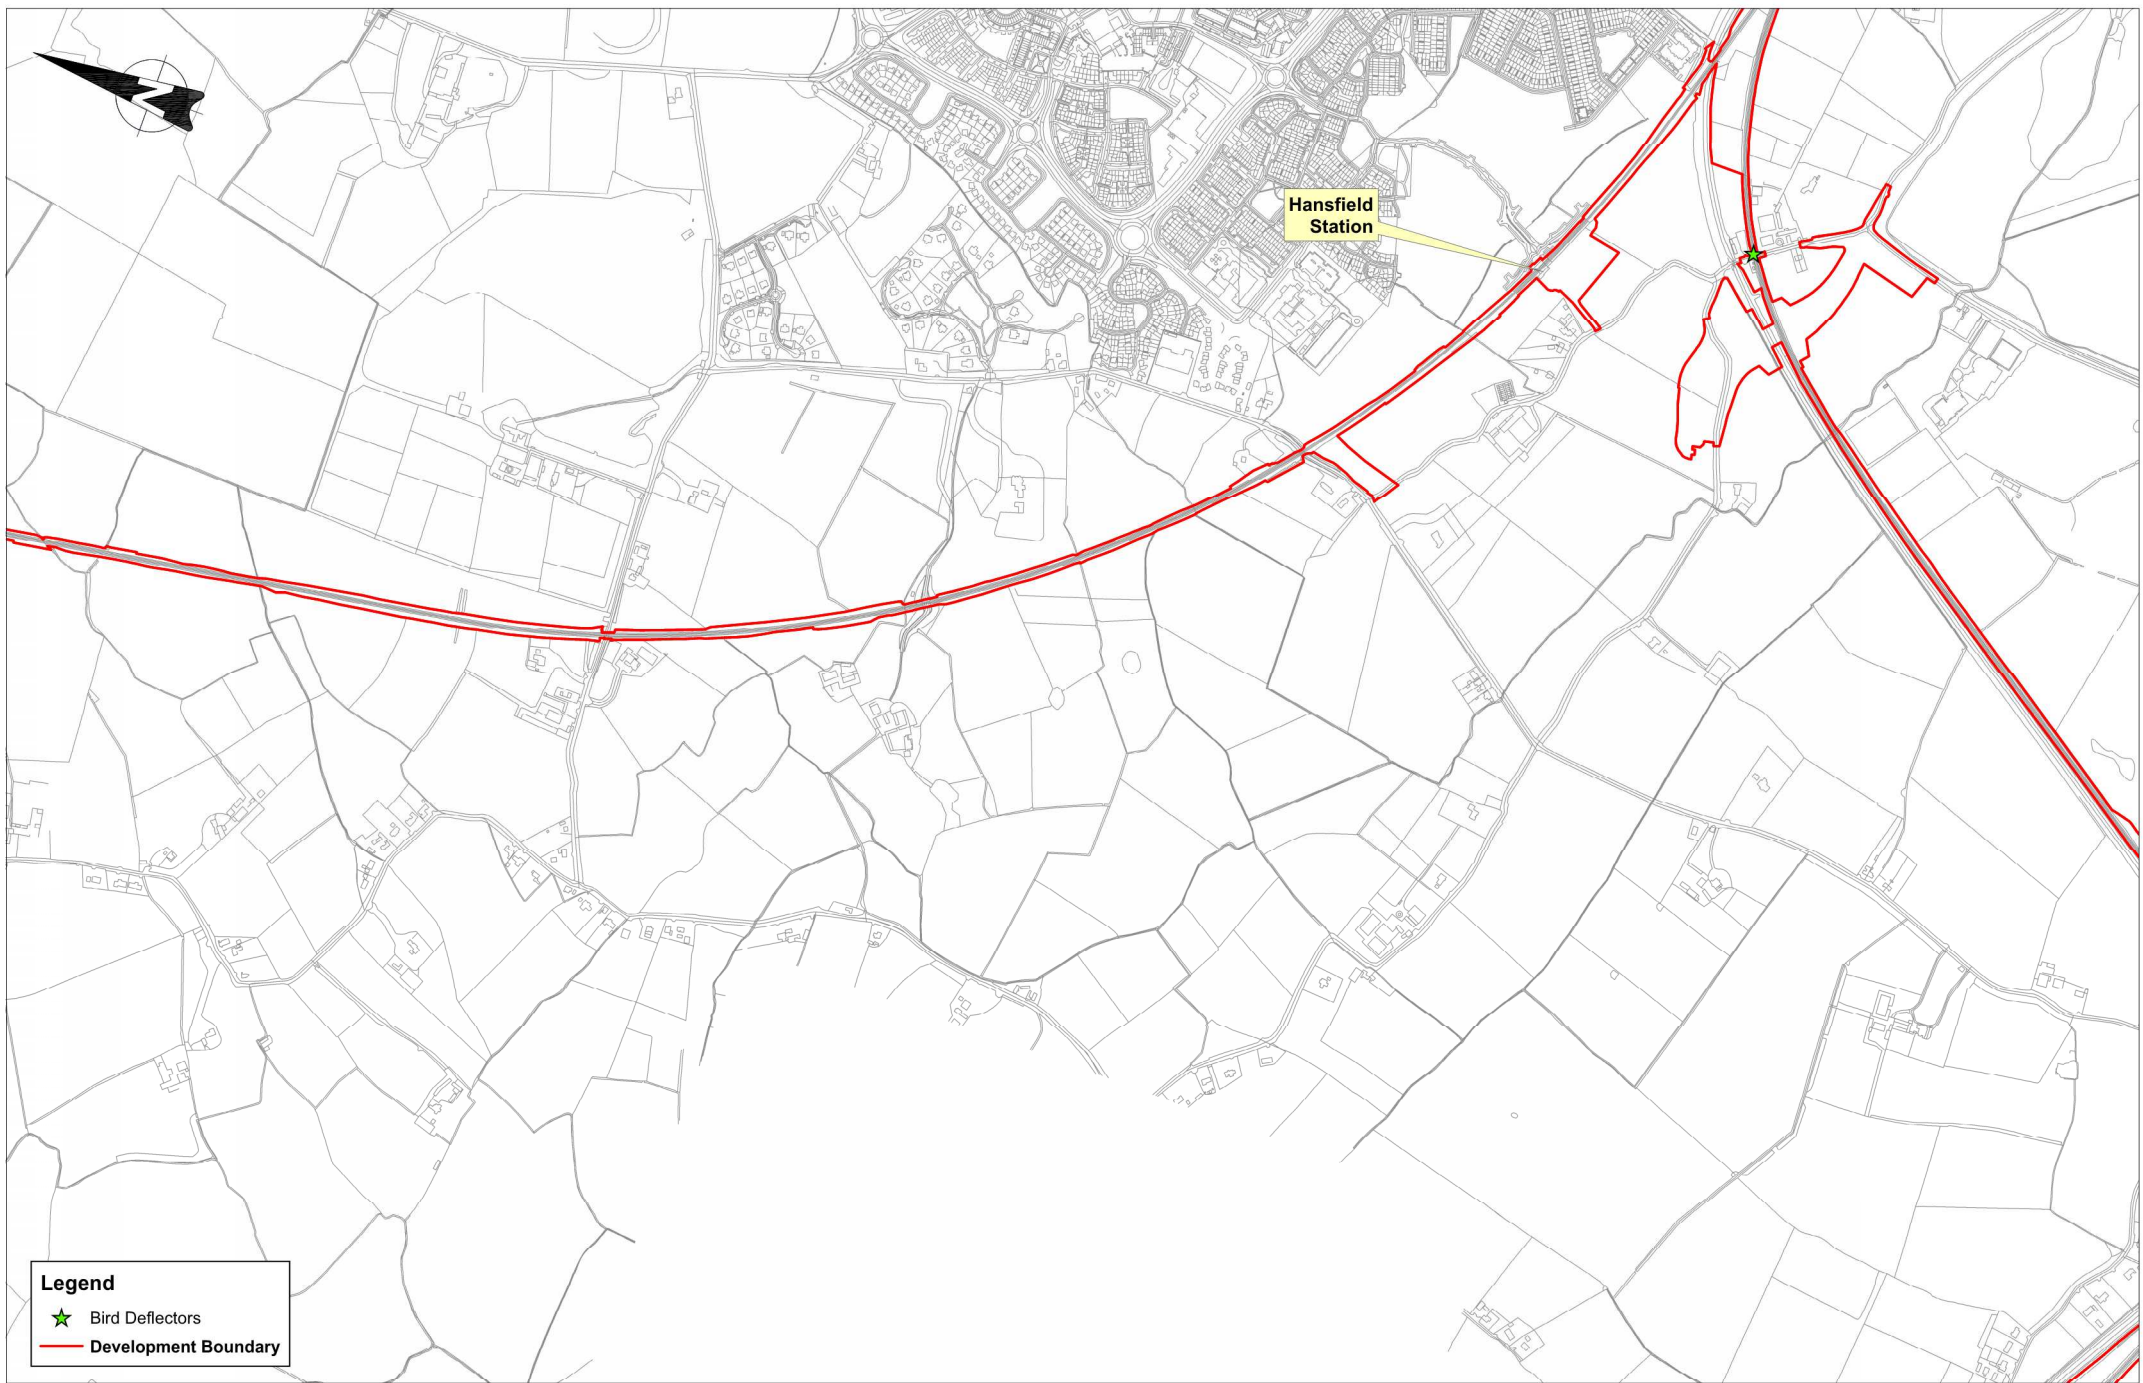 N
Hansfield
Station
Legend
Bird Deflectors
Development Boundary